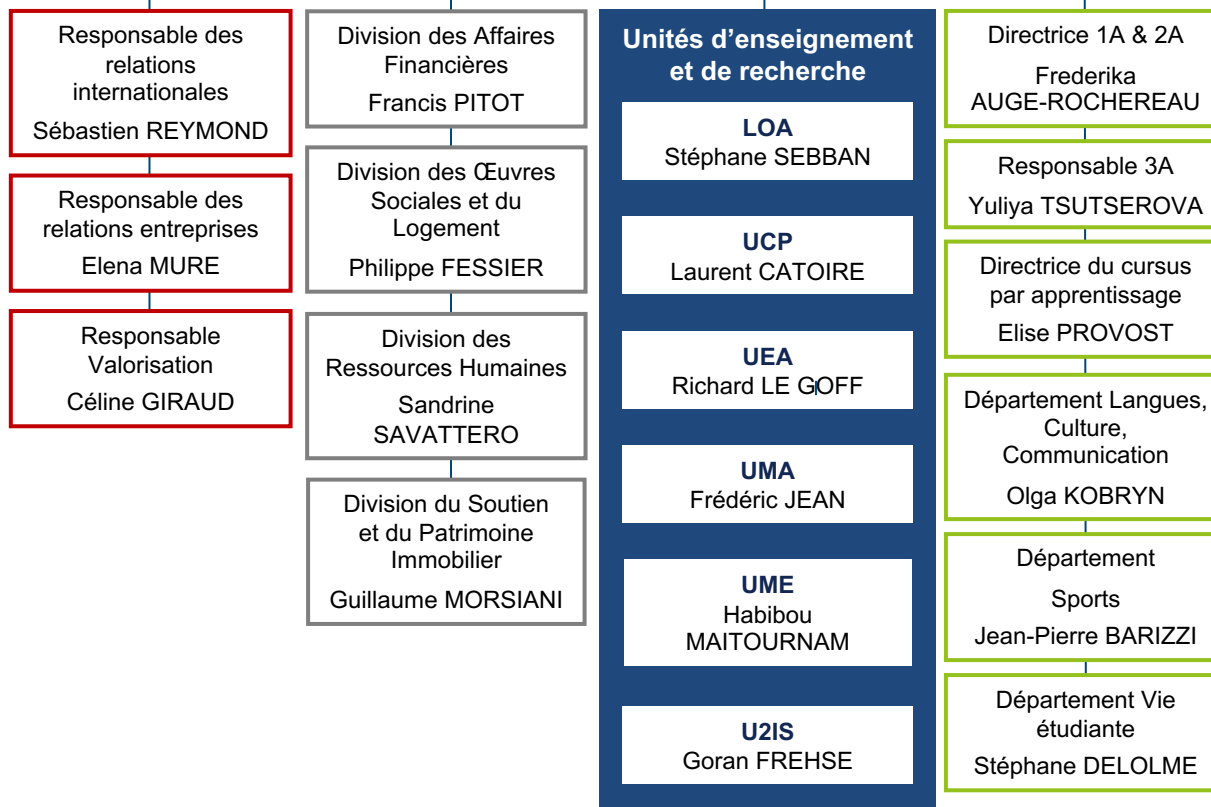 Responsable des
relations
internationales
Sébastien REYMOND
Responsable des
relations entreprises
Elena MURE
Responsable
Valorisation
Céline GIRAUD
Division des Affaires
Financières
Francis PITOT
Division des Œuvres
Sociales et du
Logement
Philippe FESSIER
Division des
Ressources Humaines
Sandrine
SAVATTERO
Division du Soutien
et du Patrimoine
Immobilier
Guillaume MORSIANI
Unités d’enseignement
et de recherche
LOA
Stéphane SEBBAN
UCP
Laurent CATOIRE
UEA
Richard LE GOFF
UMA
Frédéric JEAN
UME
Habibou
MAITOURNAM
U2IS
Goran FREHSE
Directrice 1A & 2A
Frederika
AUGE-ROCHEREAU
Responsable 3A
Yuliya TSUTSEROVA
Directrice du cursus
par apprentissage
Elise PROVOST
Département Langues,
Culture,
Communication
Olga KOBRYN
Département
Sports
Jean-Pierre BARIZZI
Département Vie
étudiante
Stéphane DELOLME